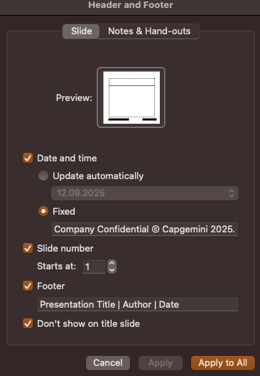 Header and Footer
Slide
Notes & Hand-outs
Preview:
Date and time
Update automatically
12.09.2025
Fixed
Company Confidential © Capgemini 2025.
Slide number
Starts at: 1
Footer
Presentation Title | Author | Date
Don't show on title slide
Cancel
Apply
Apply to All